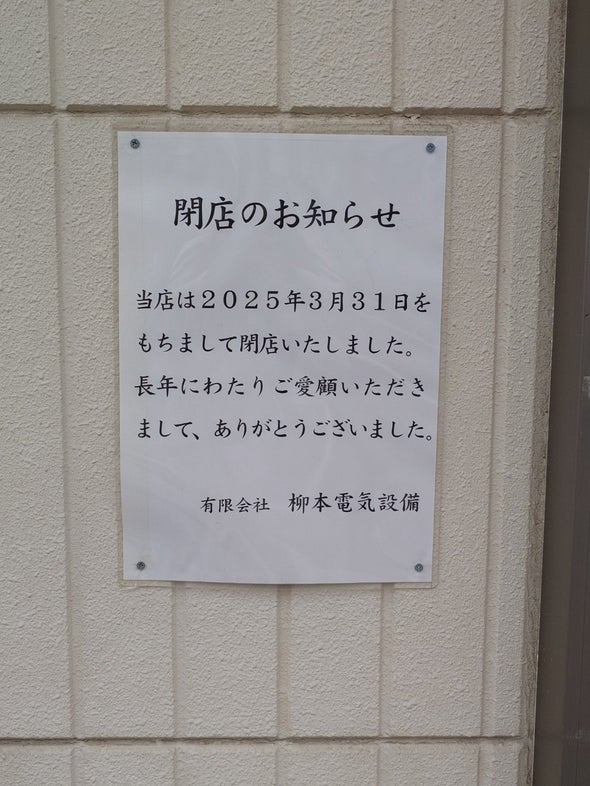 閉店のお知らせ
当店は２０２５年３月３１日を
もちまして閉店いたしました。
長年にわたりご愛顧いただき
まして、ありがとうございました。
有限会社　柳本電気設備